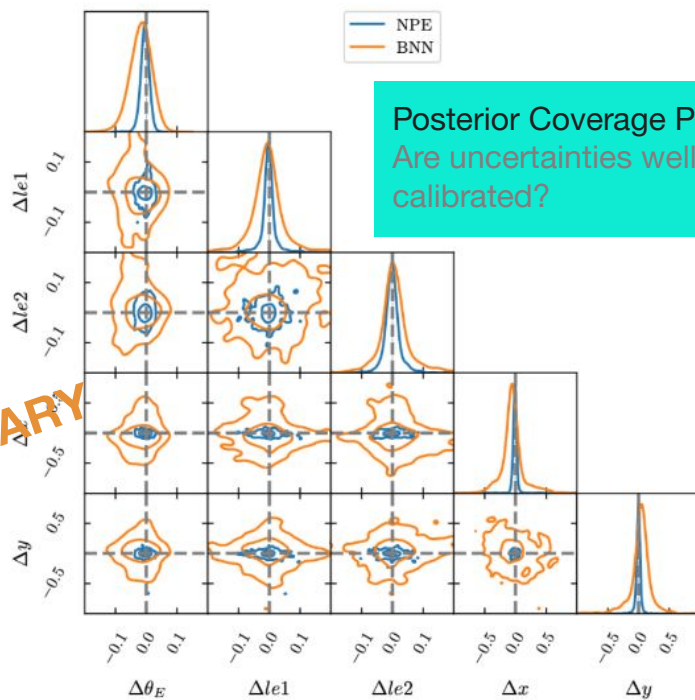 NPE
BNN
Posterior Coverage P
Are uncertainties well
calibrated?
0.1
Δle1
-0.1
0.1
Δle2
-0.1
ARY
-0.5
0.5
Δy
-0.5
-0.1 0.0 0.1 -0.1 0.0 0.1 -0.1 0.0 0.1 -0.5 0.0 0.5 -0.5 0.0 0.5
Δθ_E Δle1 Δle2 Δx Δy